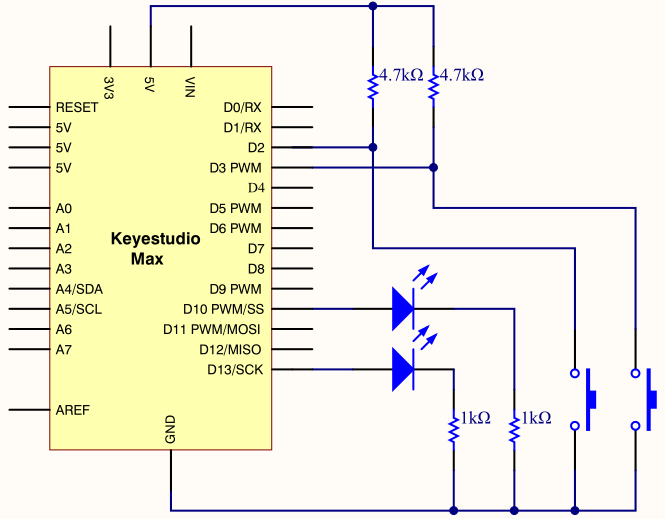 3V3
5V
VIN
4.7kΩ
4.7kΩ
RESET
5V
5V
5V
A0
A1
A2
A3
A4/SDA
A5/SCL
A6
A7
AREF
Keyestudio
Max
D0/RX
D1/RX
D2
D3 PWM
D4
D5 PWM
D6 PWM
D7
D8
D9 PWM
D10 PWM/SS
D11 PWM/MOSI
D12/MISO
D13/SCK
GND
1kΩ
1kΩ